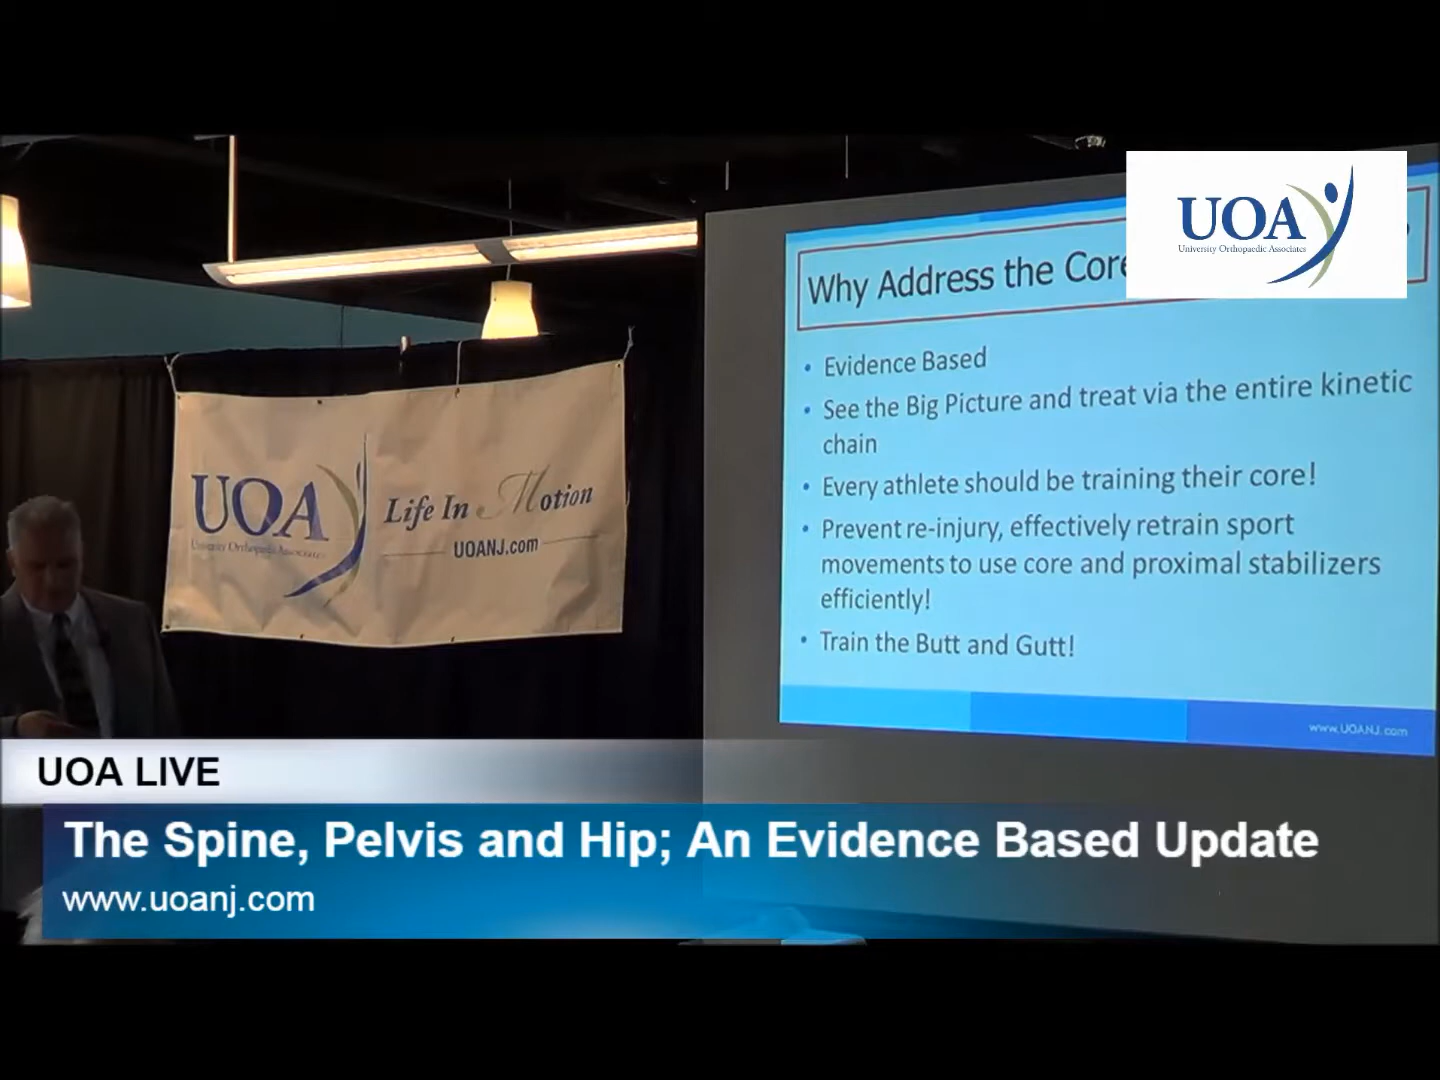 UOA
University Orthopaedic Associates
Why Address the Core
• Evidence Based
• See the Big Picture and treat via the entire kinetic
chain
• Every athlete should be training their core!
• Prevent re-injury, effectively retrain sport
movements to use core and proximal stabilizers
efficiently!
• Train the Butt and Gutt!
www.UOANJ.com
UOA
University Orthopaedic Associates
Life In Motion
UOANJ.com
UOA LIVE
The Spine, Pelvis and Hip; An Evidence Based Update
www.uoanj.com